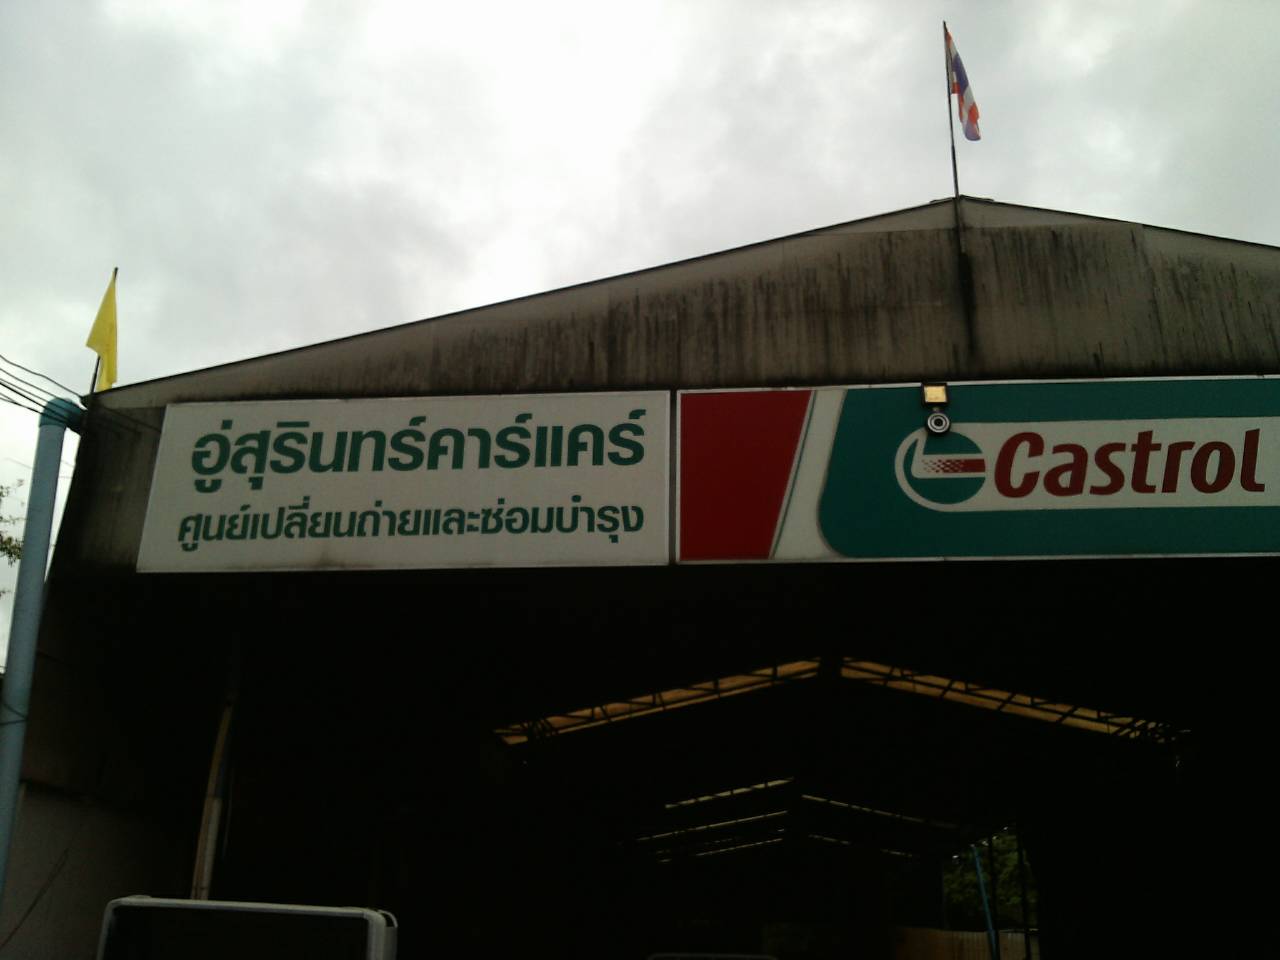 อู่สุรินทร์คาร์แคร์
ศูนย์เปลี่ยนถ่ายและซ่อมบำรุง
Castrol